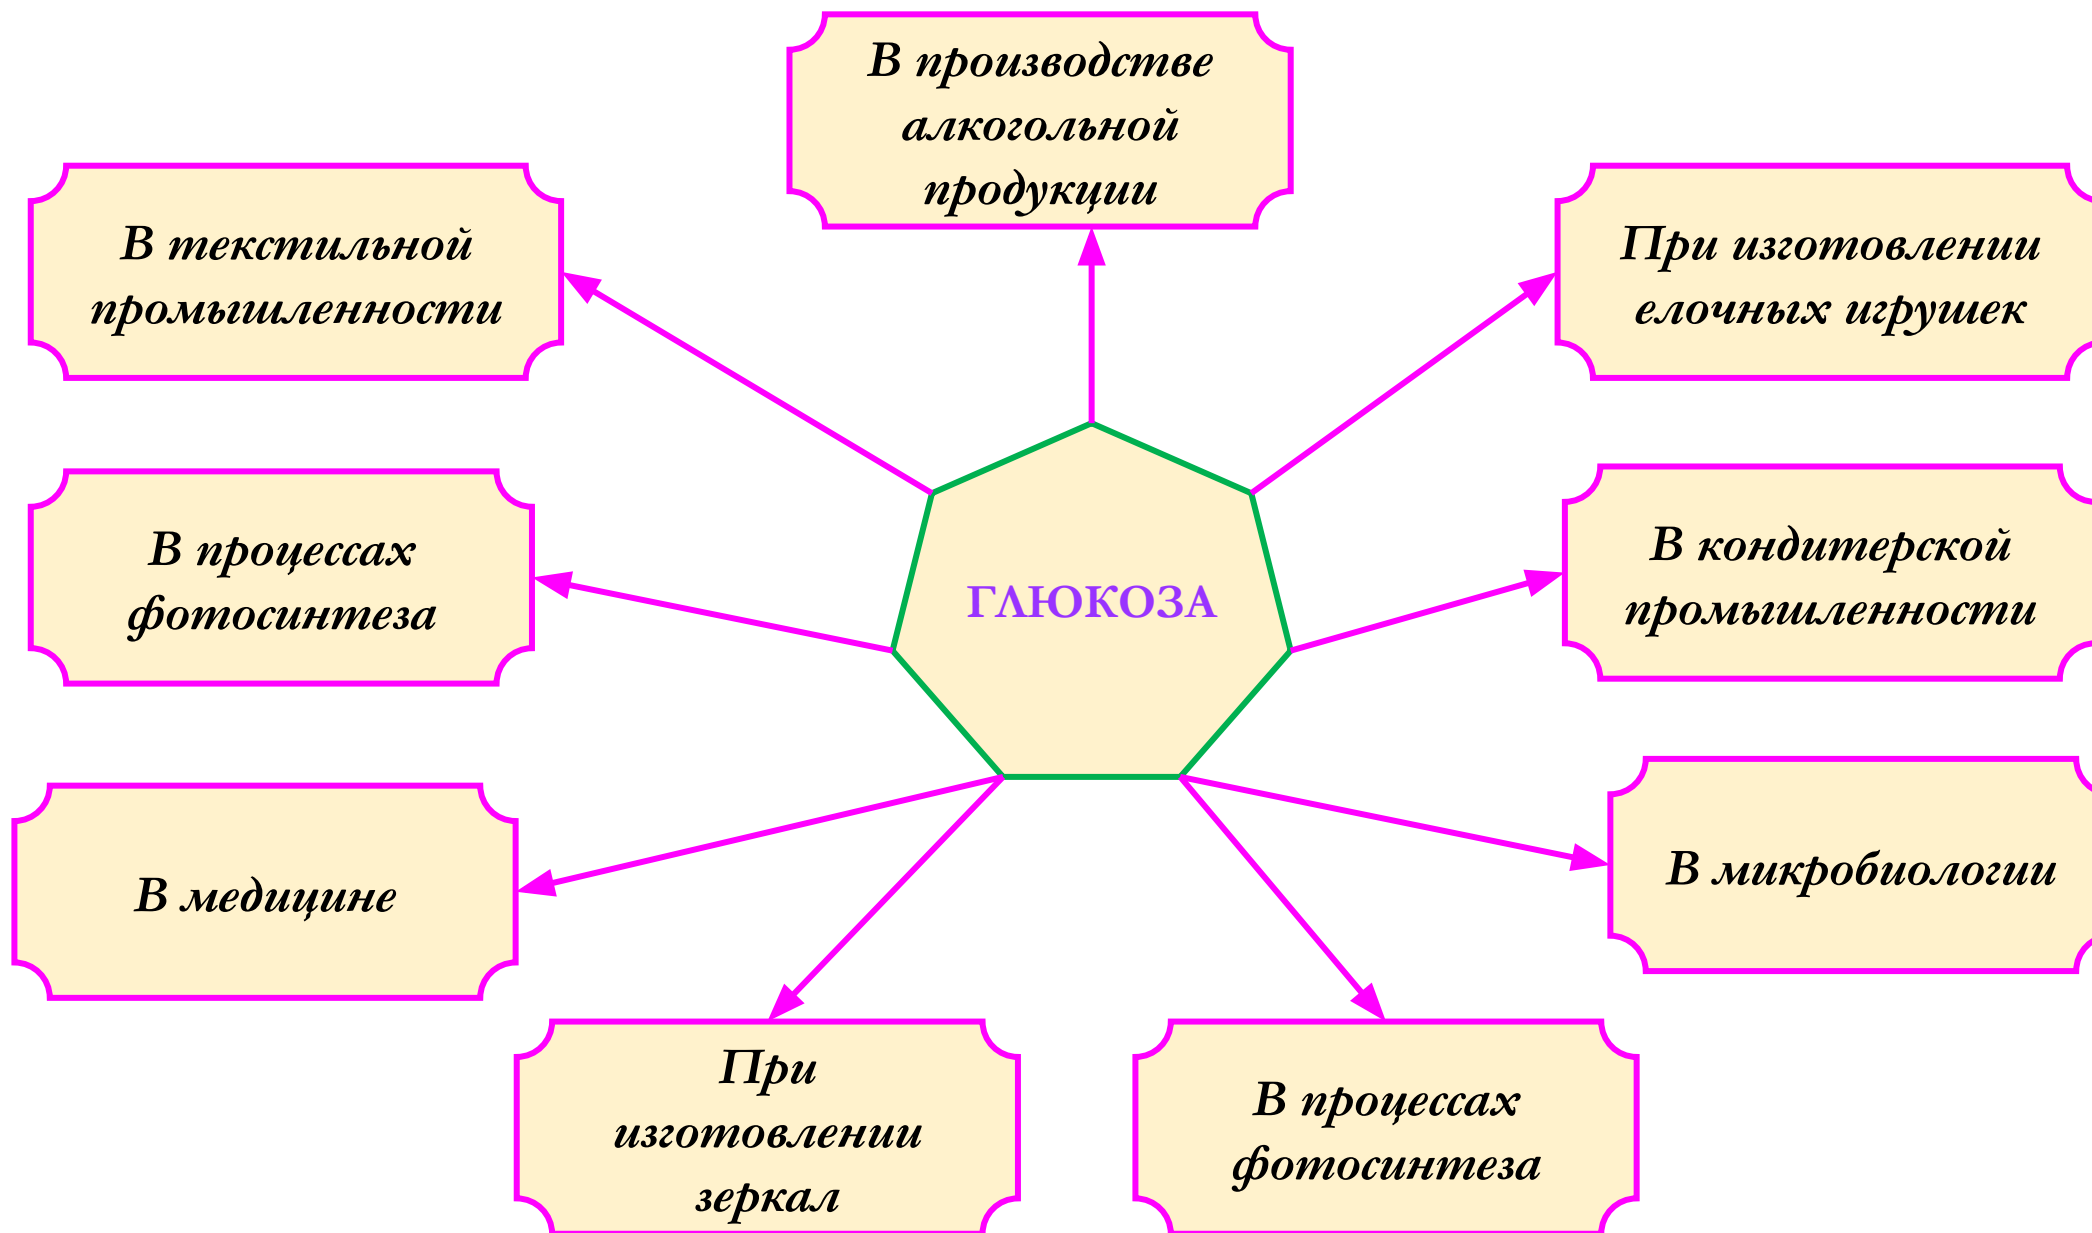 В производстве
алкогольной
продукции
В текстильной
промышленности
При изготовлении
елочных игрушек
В процессах
фотосинтеза
ГЛЮКОЗА
В кондитерской
промышленности
В медицине
В микробиологии
При
изготовлении
зеркал
В процессах
фотосинтеза